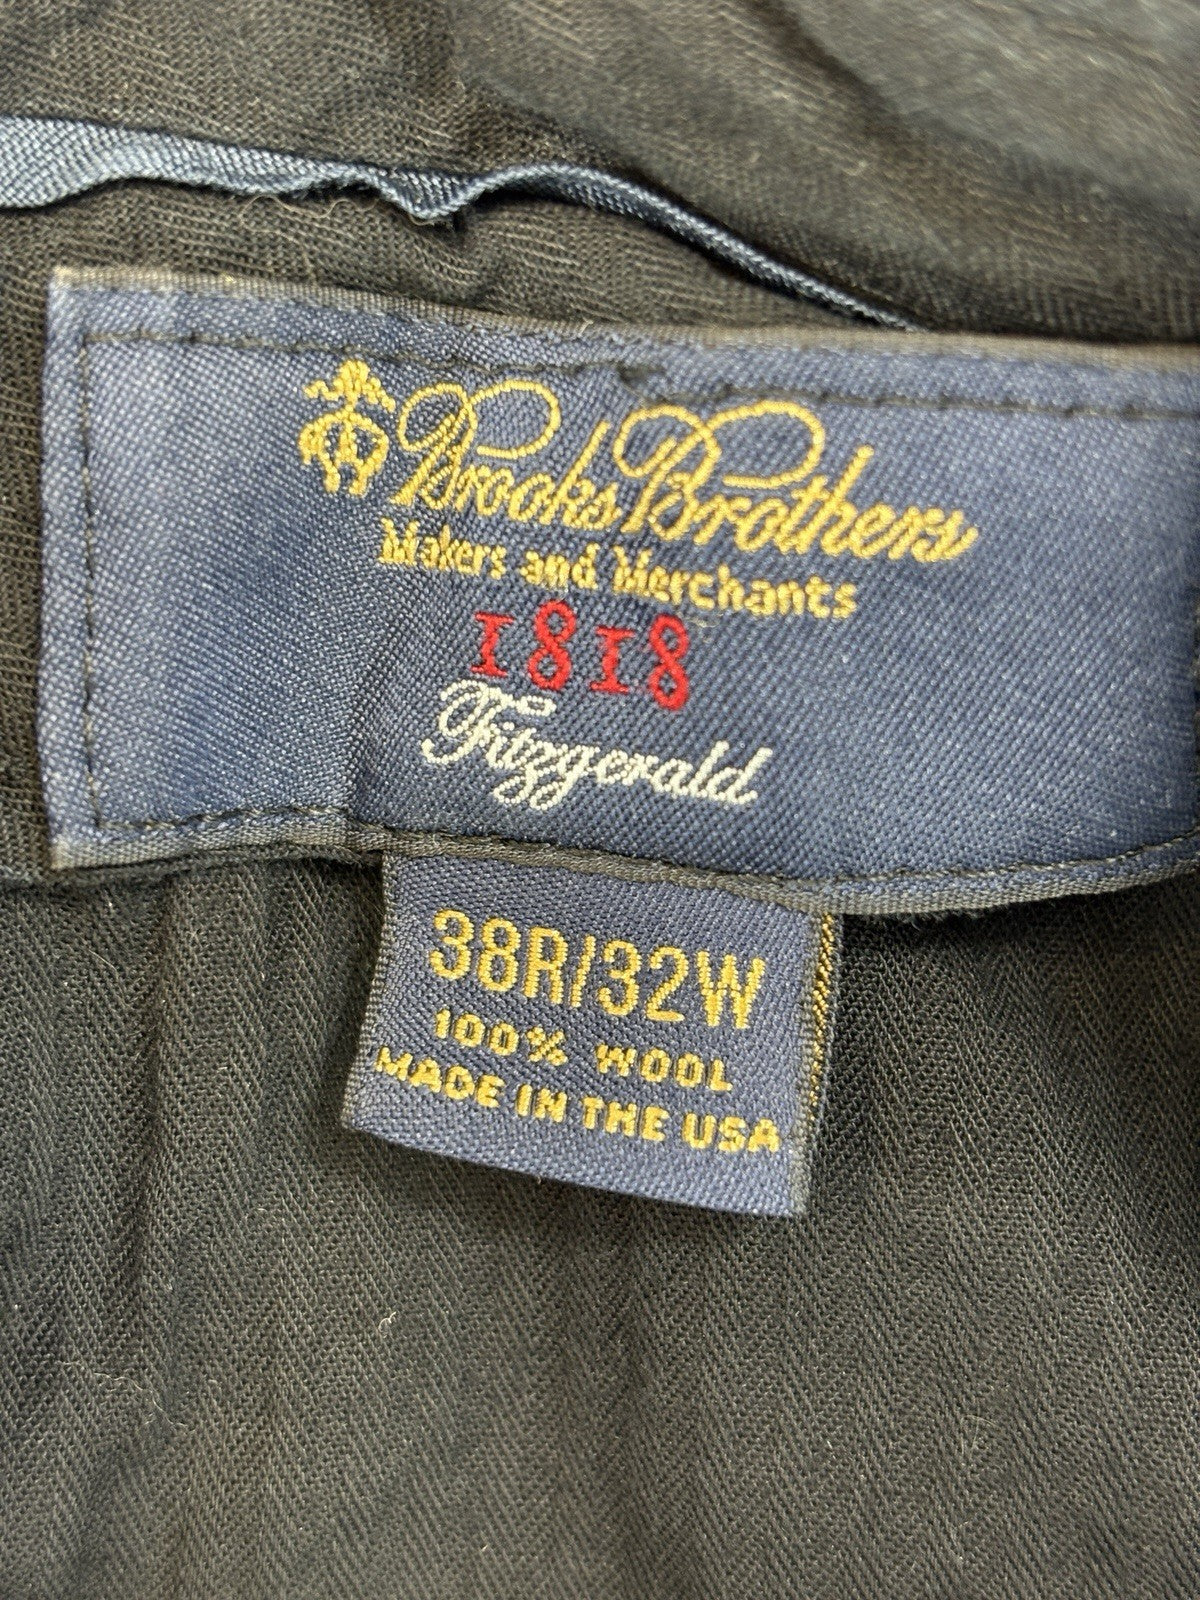 Brooks Brothers
Makers and Merchants
1818
Fitzgerald
38R/32W
100% WOOL
MADE IN THE USA